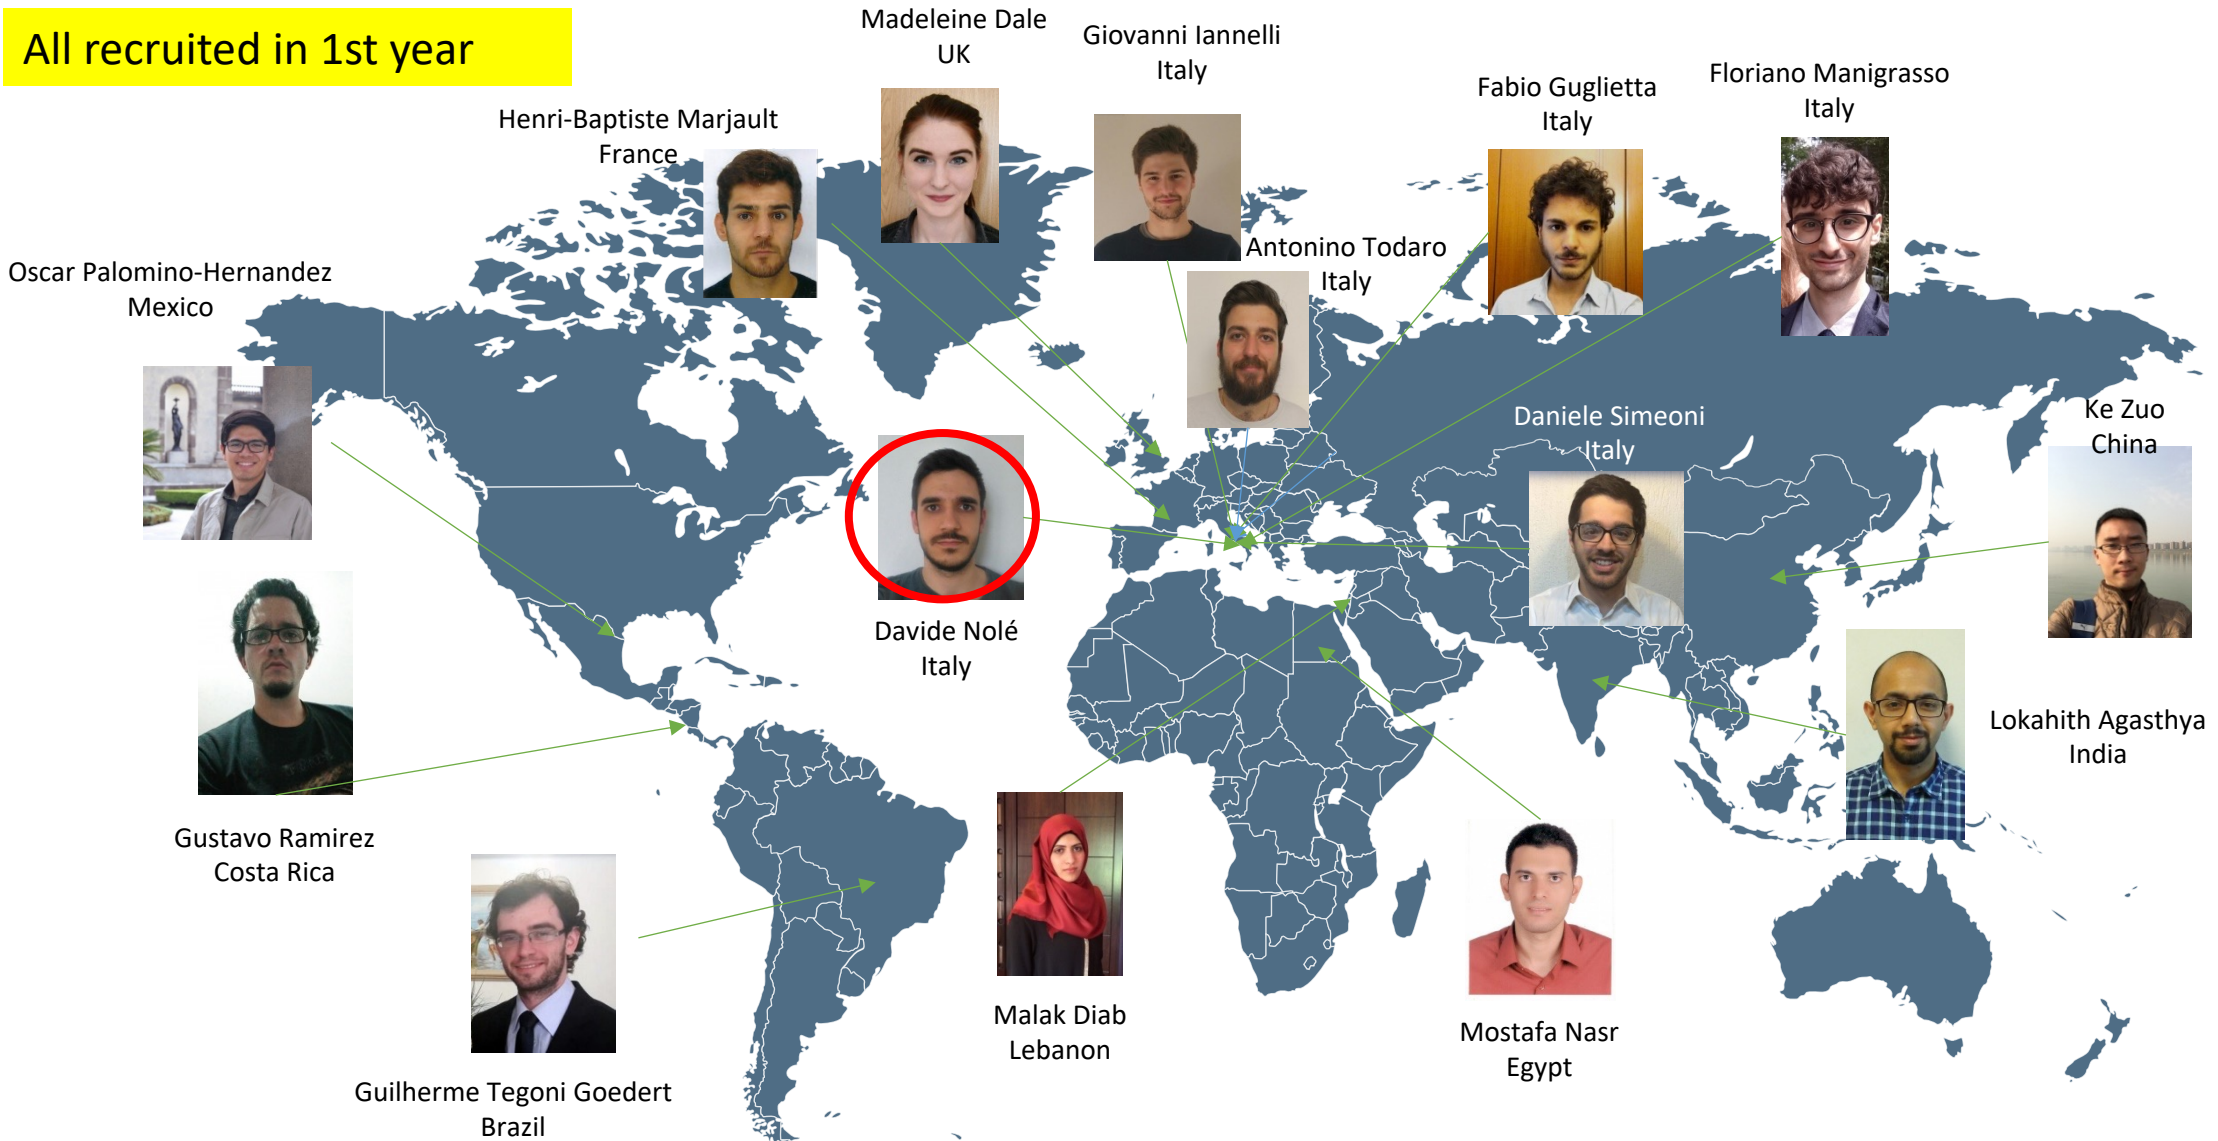 All recruited in 1st year
Madeleine Dale
UK
Giovanni Iannelli
Italy
Henri-Baptiste Marjault
France
Fabio Guglietta
Italy
Floriano Manigrasso
Italy
Antonino Todaro
Italy
Oscar Palomino-Hernandez
Mexico
Daniele Simeoni
Italy
Ke Zuo
China
Davide Nolé
Italy
Lokahith Agasthya
India
Gustavo Ramirez
Costa Rica
Malak Diab
Lebanon
Mostafa Nasr
Egypt
Guilherme Tegoni Goedert
Brazil